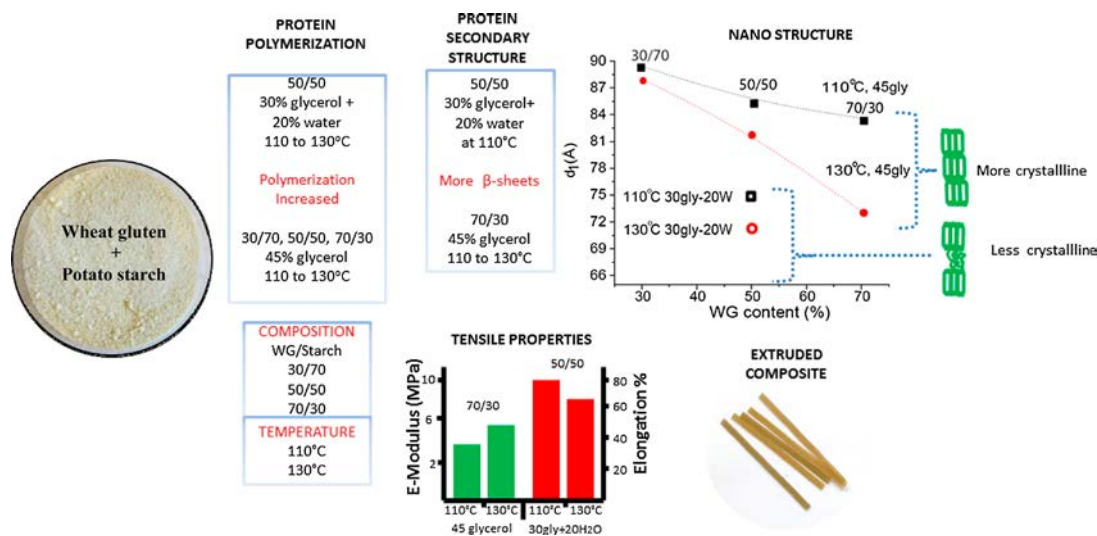 Wheat gluten
+
Potato starch
PROTEIN
POLYMERIZATION
50/50
30% glycerol +
20% water
110 to 130°C
Polymerization
Increased
30/70, 50/50, 70/30
45% glycerol
110 to 130°C
COMPOSITION
WG/Starch
30/70
50/50
70/30
TEMPERATURE
110°C
130°C
PROTEIN
SECONDARY
STRUCTURE
50/50
30% glycerol+
20% water
at 110°C
More β-sheets
70/30
45% glycerol
110 to 130°C
NANO STRUCTURE
dI(Å)
90
87
84
81
78
75
72
69
66
30/70
50/50
110°C, 45gly
70/30
130°C, 45gly
110°C 30gly-20W
130°C 30gly-20W
30
40
50
60
70
WG content (%)
More crystallline
Less crystallline
TENSILE PROPERTIES
E-Modulus (MPa)
10
6
2
70/30
50/50
80
60
40
20
Elongation %
110°C 130°C 110°C 130°C
45 glycerol 30gly+20H2O
EXTRUDED
COMPOSITE